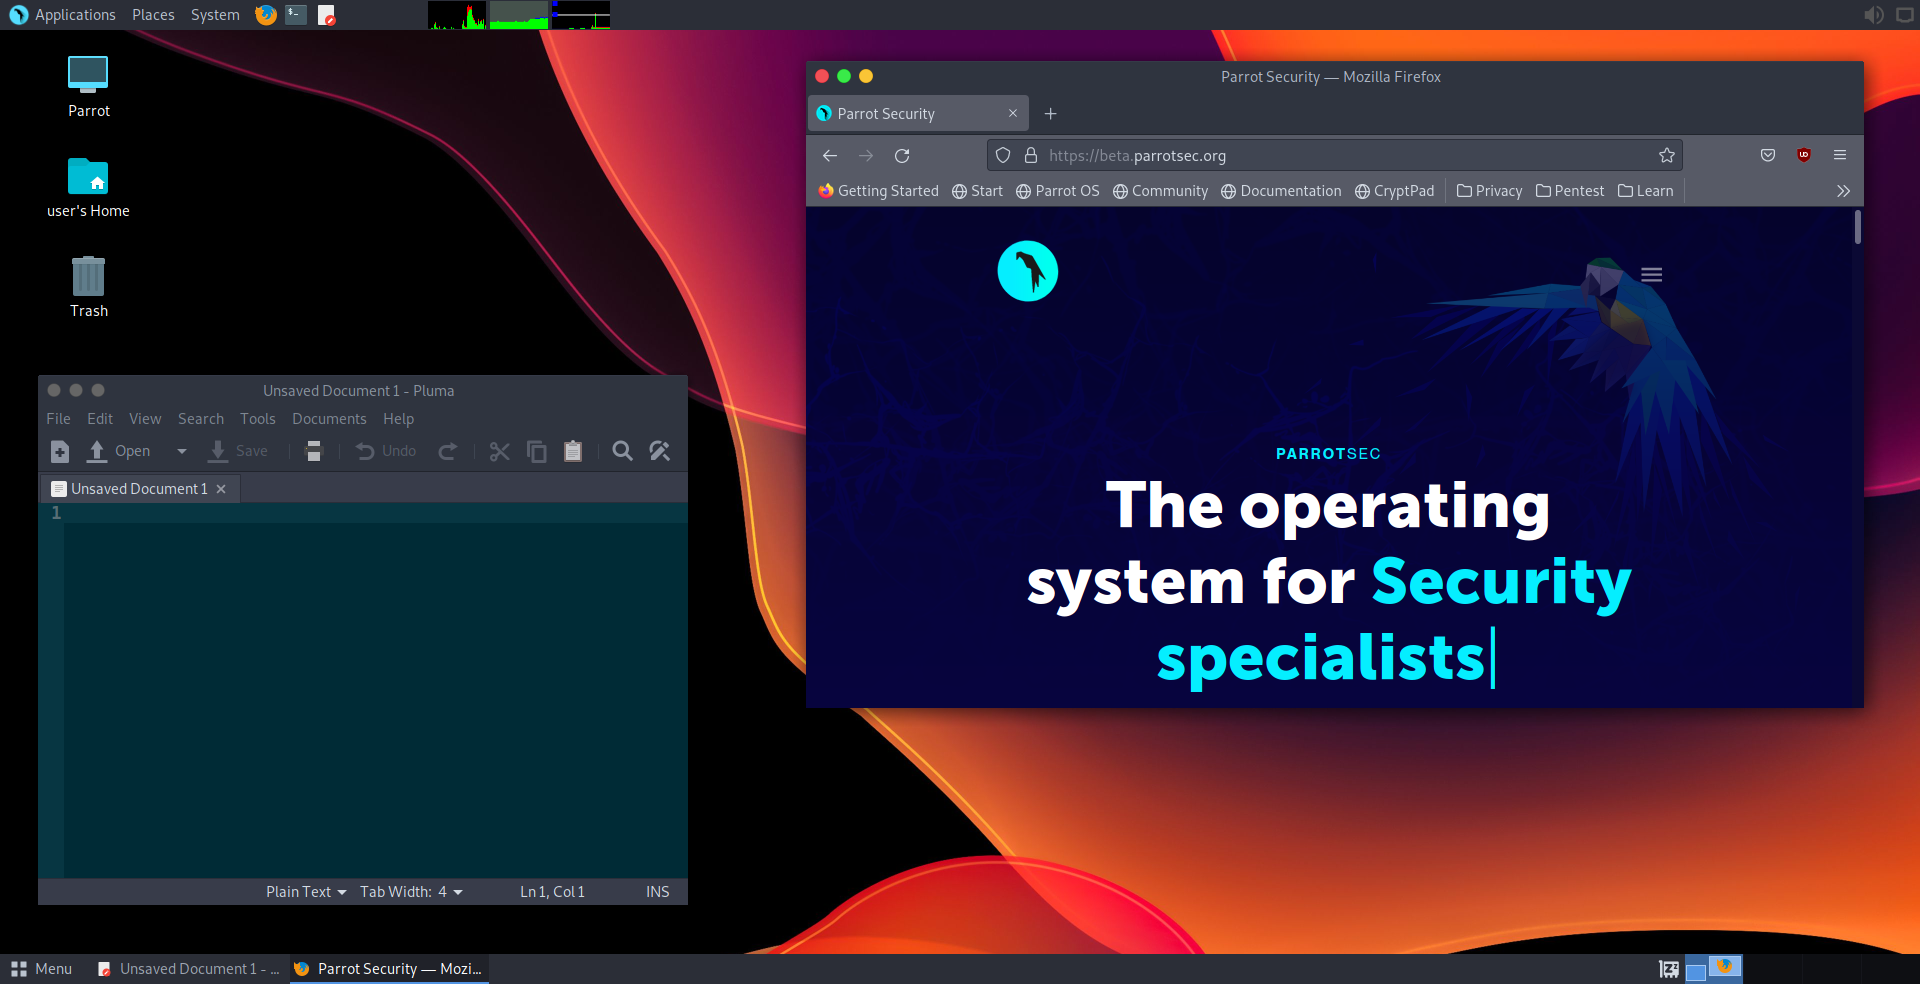 Applications Places System
Parrot
user's Home
Trash
Parrot Security — Mozilla Firefox
Parrot Security
https://beta.parrotsec.org
Getting Started Start Parrot OS Community Documentation CryptPad Privacy Pentest Learn
PARROTSEC
The operating
system for Security
specialists
Unsaved Document 1 - Pluma
File Edit View Search Tools Documents Help
Open Save Undo
Unsaved Document 1
1
Plain Text Tab Width: 4 Ln 1, Col 1 INS
Menu Unsaved Document 1 - ... Parrot Security — Mozi...